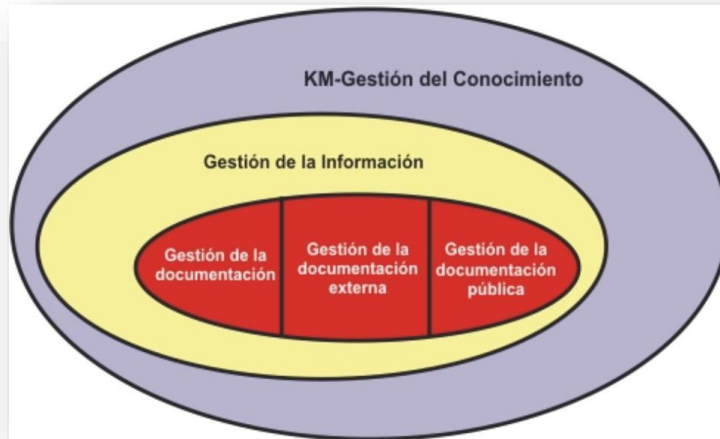 KM-Gestión del Conocimiento
Gestión de la Información
Gestión de la
documentación
Gestión de la
documentación
externa
Gestión de la
documentación
pública